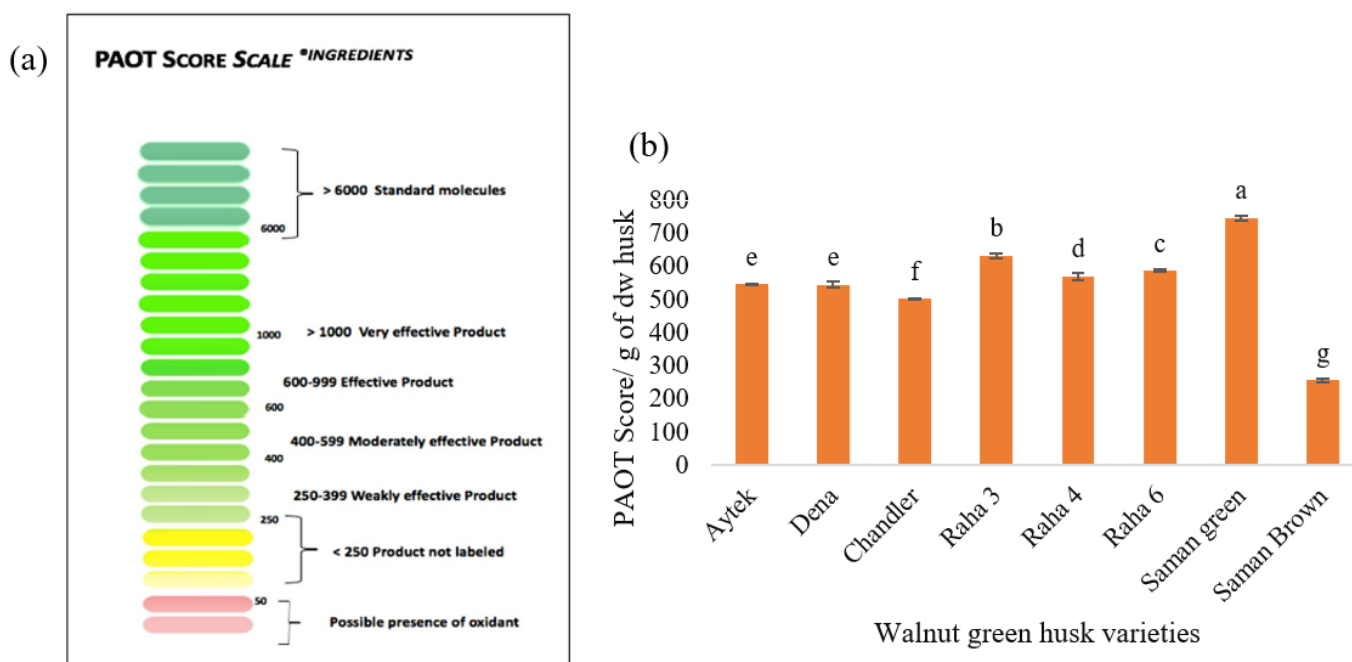 (a)
PAOT SCORE SCALE ®INGREDIENTS
> 6000 Standard molecules
6000
1000
> 1000 Very effective Product
600-999 Effective Product
600
400-599 Moderately effective Product
400
250-399 Weakly effective Product
250
< 250 Product not labeled
50
Possible presence of oxidant
(b)
PAOT Score/ g of dw husk
800
700
600
500
400
300
200
100
0
e
e
f
b
d
c
a
g
Aytek
Dena
Chandler
Raha 3
Raha 4
Raha 6
Saman green
Saman Brown
Walnut green husk varieties